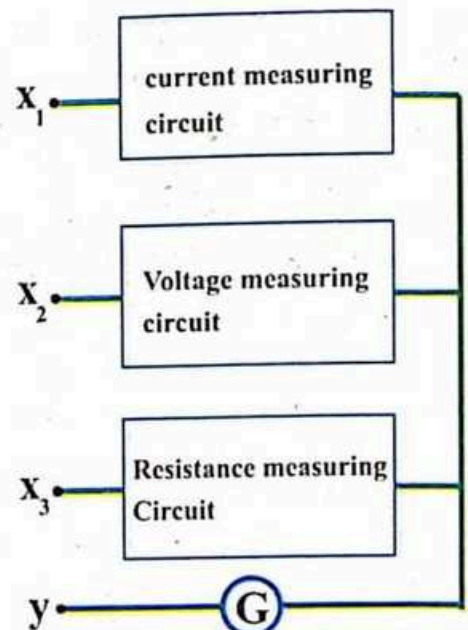 X1
current measuring
circuit
X2
Voltage measuring
circuit
X3
Resistance measuring
Circuit
y
G